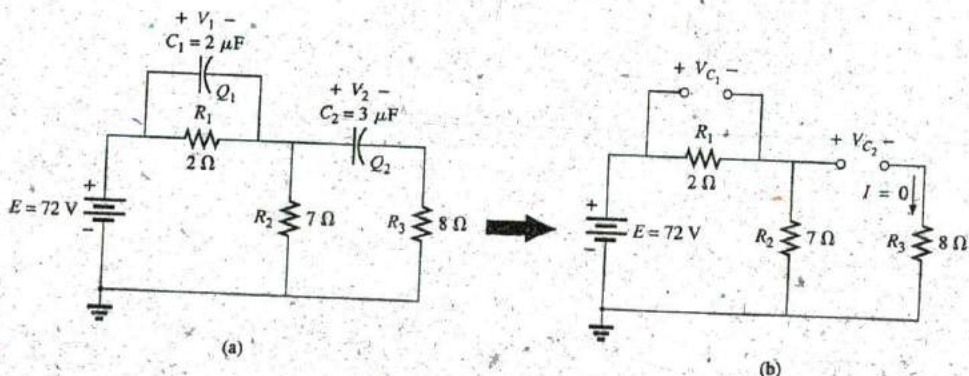 + V1 −
C1 = 2 μF
Q1
R1
2 Ω
+ V2 −
C2 = 3 μF
Q2
+
E = 72 V
−
R2
7 Ω
R3
8 Ω
(a)
+ VC1 −
R1
2 Ω
+ VC2 −
I = 0
+
E = 72 V
−
R2
7 Ω
R3
8 Ω
(b)